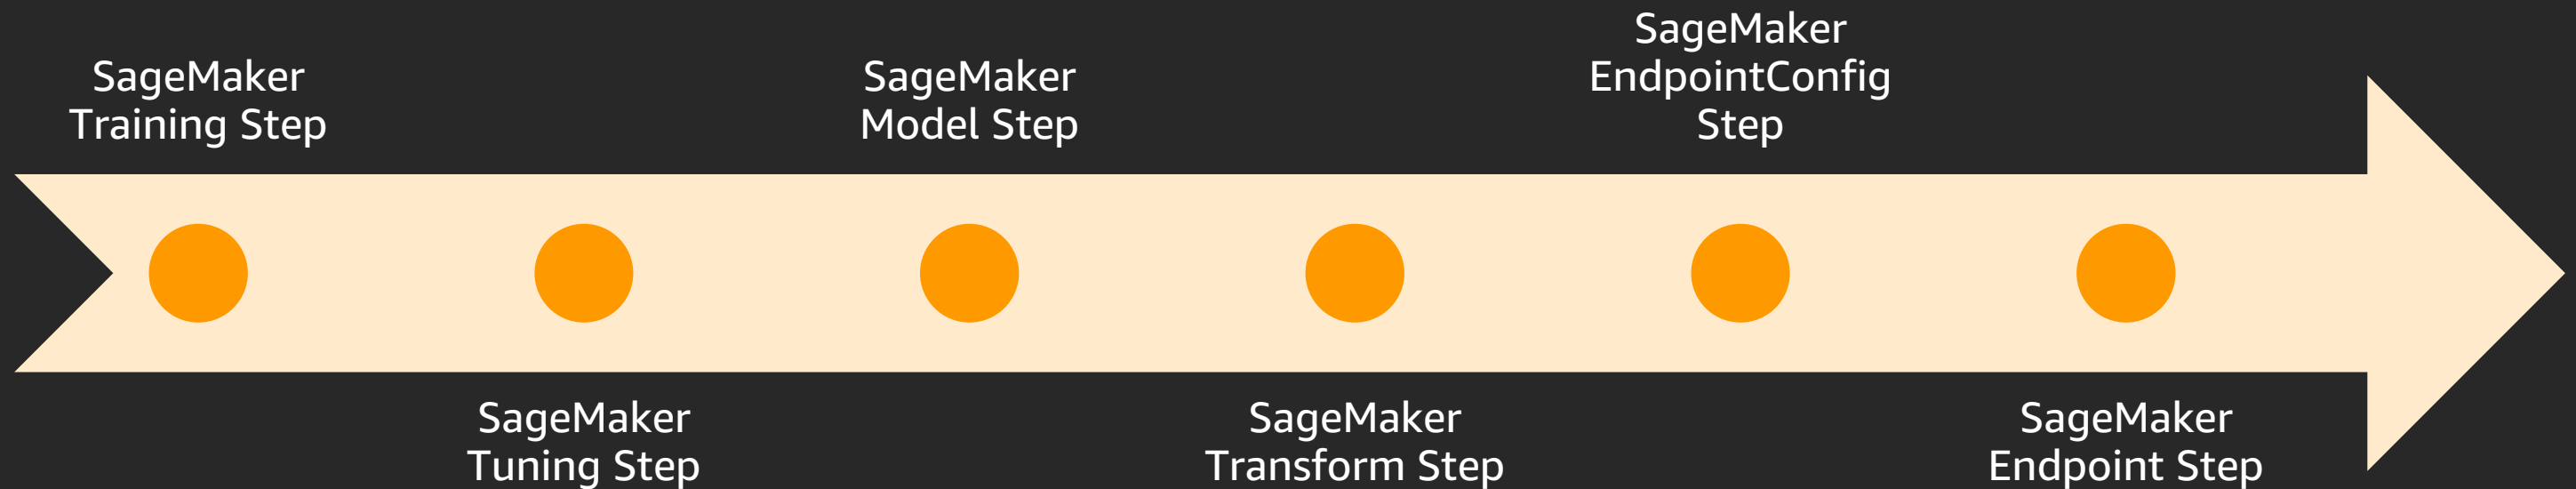 SageMaker
Training Step
SageMaker
Tuning Step
SageMaker
Model Step
SageMaker
Transform Step
SageMaker
EndpointConfig
Step
SageMaker
Endpoint Step